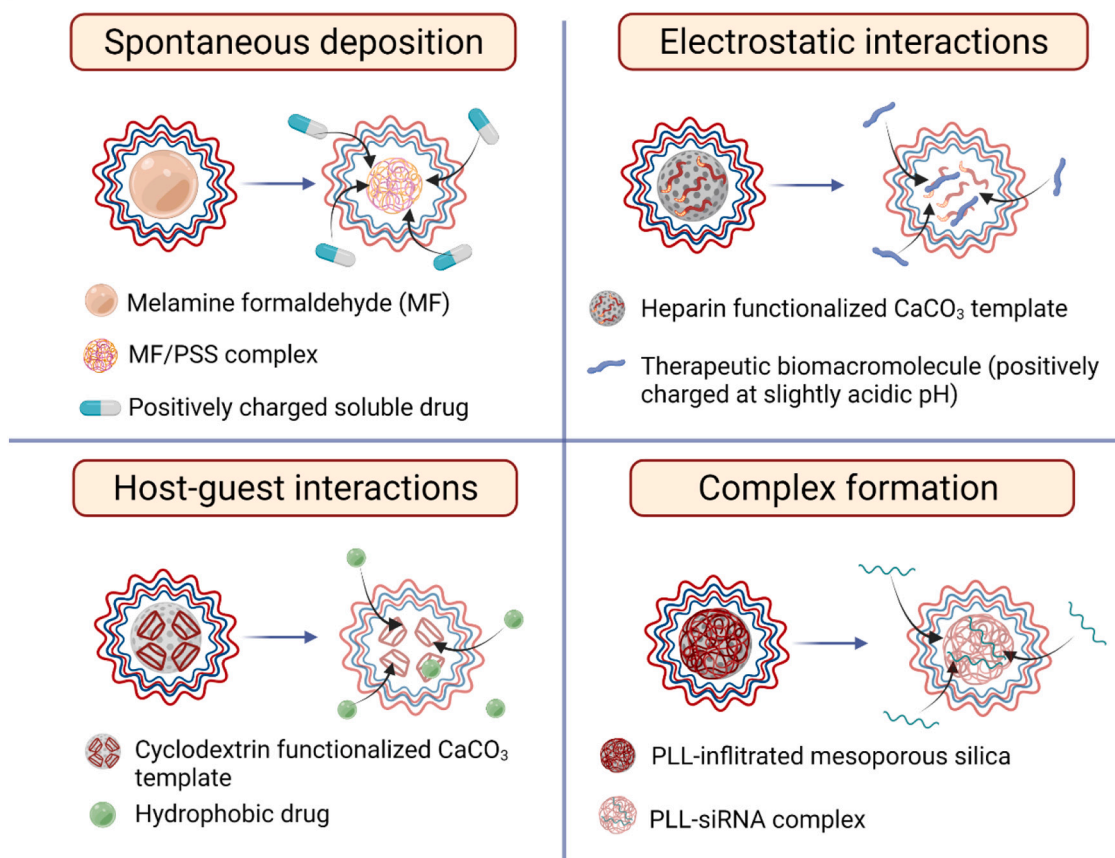 Spontaneous deposition
Melamine formaldehyde (MF)
MF/PSS complex
Positively charged soluble drug
Electrostatic interactions
Heparin functionalized CaCO₃ template
Therapeutic biomacromolecule (positively
charged at slightly acidic pH)
Host-guest interactions
Cyclodextrin functionalized CaCO₃
template
Hydrophobic drug
Complex formation
PLL-inflitrated mesoporous silica
PLL-siRNA complex